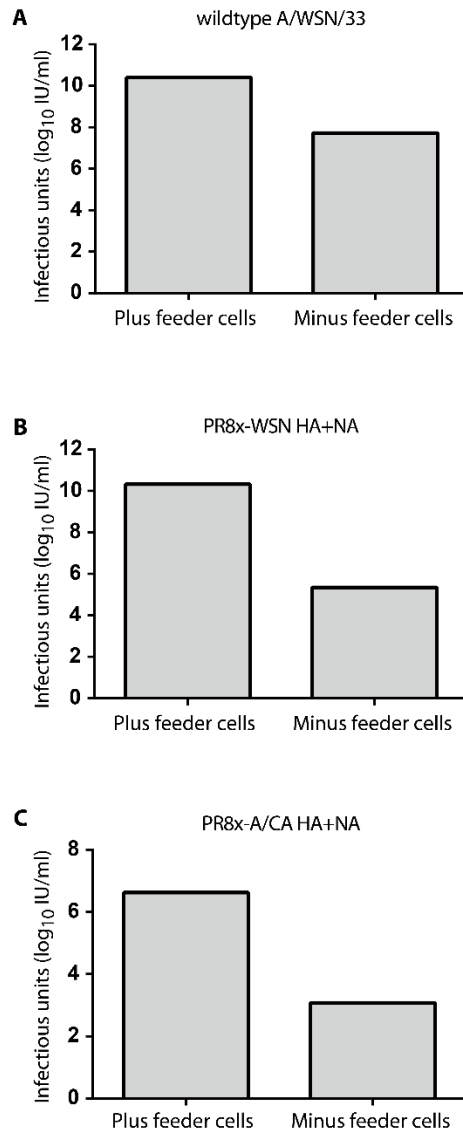 A
wildtype A/WSN/33
Infectious units (log10 IU/ml)
12
10
8
6
4
2
0
Plus feeder cells
Minus feeder cells
B
PR8x-WSN HA+NA
Infectious units (log10 IU/ml)
12
10
8
6
4
2
0
Plus feeder cells
Minus feeder cells
C
PR8x-A/CA HA+NA
Infectious units (log10 IU/ml)
8
6
4
2
0
Plus feeder cells
Minus feeder cells